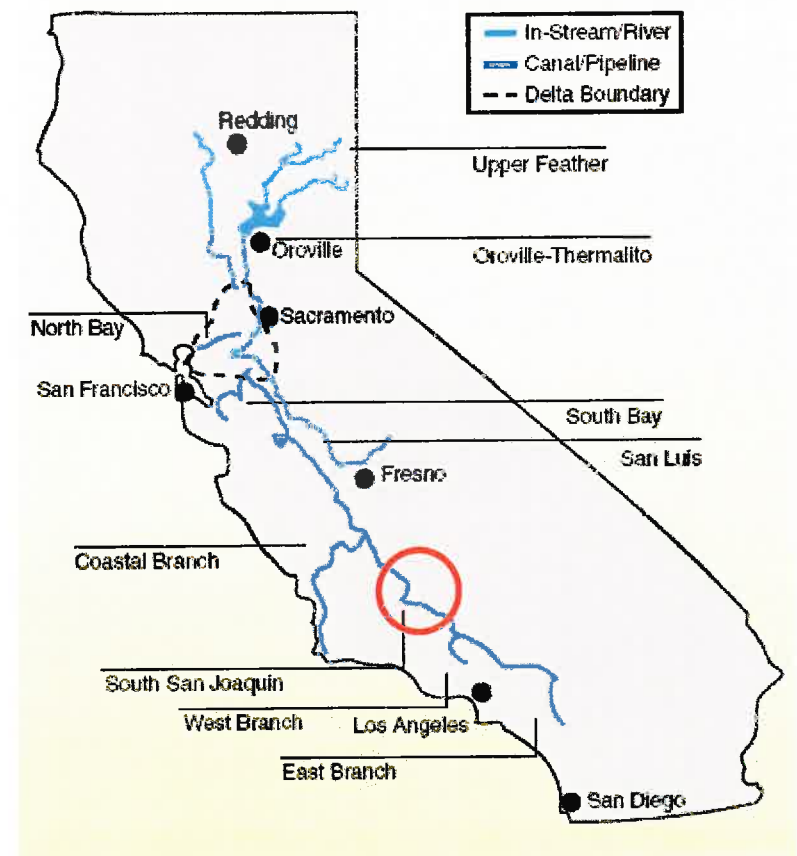 In-Stream/River
Canal/Pipeline
Delta Boundary
Redding
Upper Feather
Oroville
Oroville-Thermalito
Sacramento
North Bay
San Francisco
South Bay
San Luis
Fresno
Coastal Branch
South San Joaquin
West Branch
Los Angeles
East Branch
San Diego